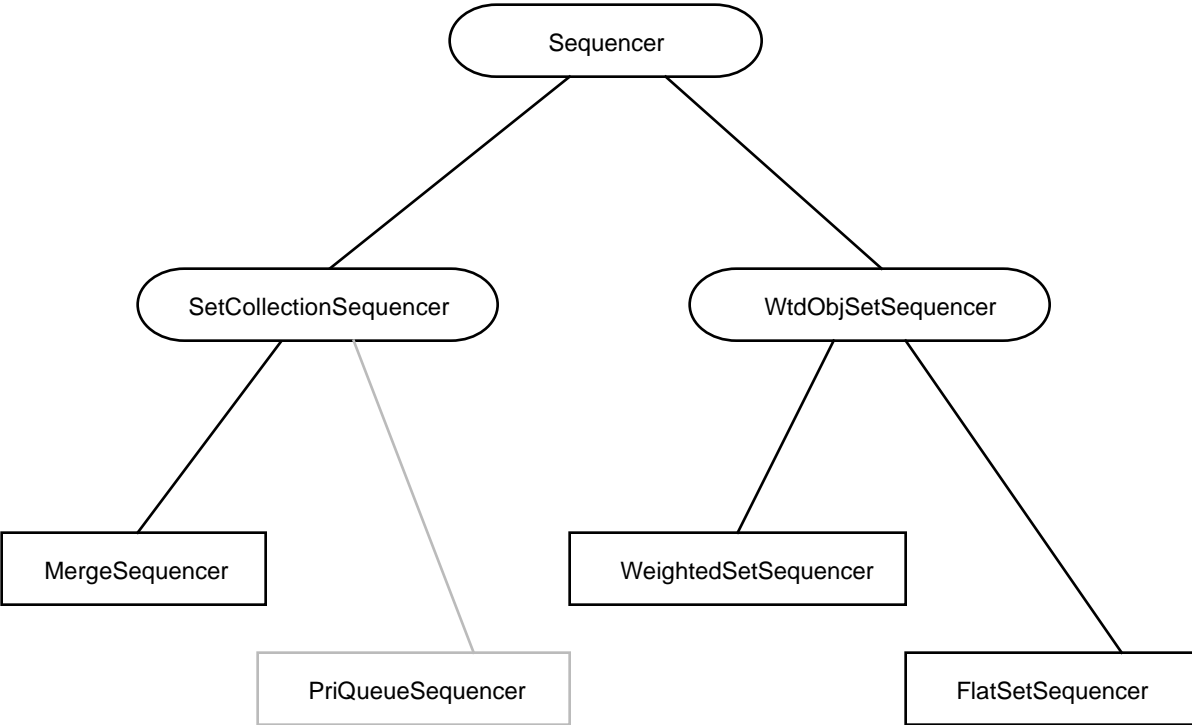 Sequencer
SetCollectionSequencer
WtdObjSetSequencer
MergeSequencer
WeightedSetSequencer
PriQueueSequencer
FlatSetSequencer